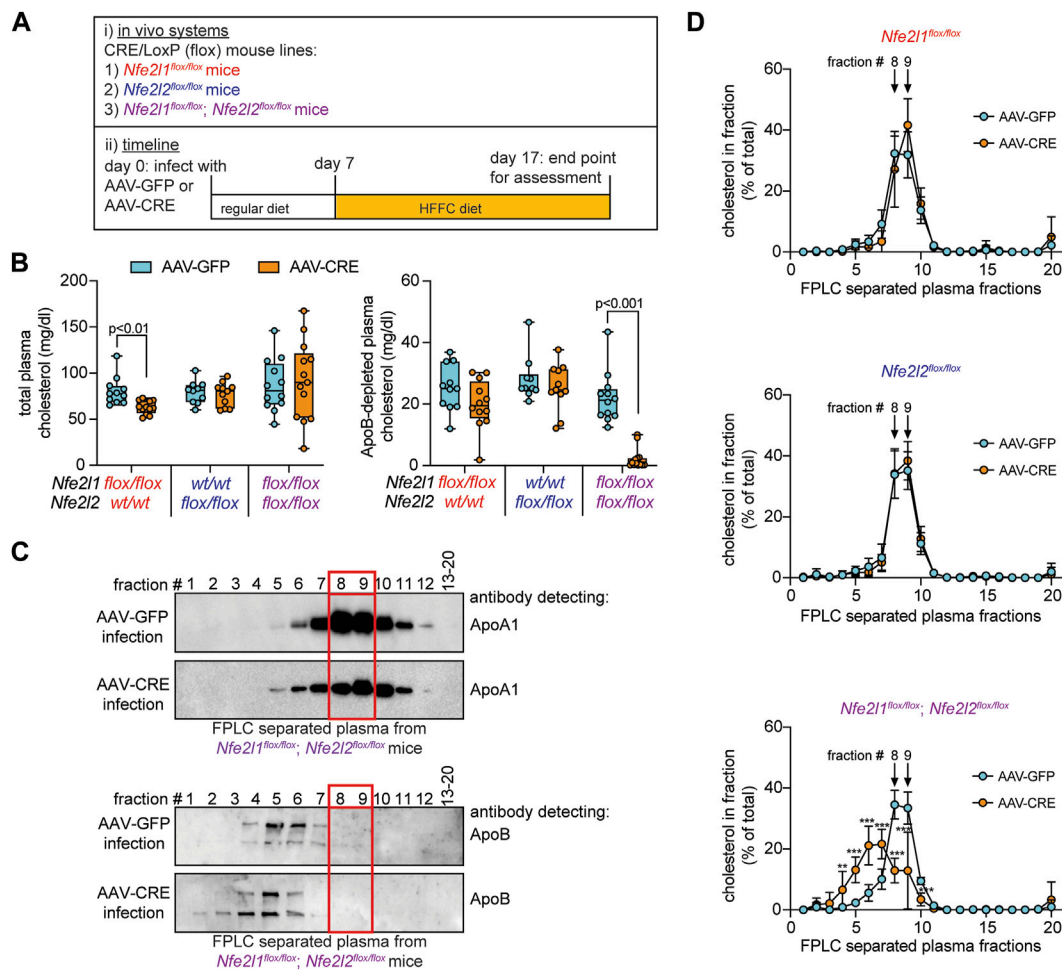 A
i) in vivo systems
CRE/LoxP (flox) mouse lines:
1) Nfe2l1flox/flox mice
2) Nfe2l2flox/flox mice
3) Nfe2l1flox/flox; Nfe2l2flox/flox mice
ii) timeline
day 0: infect with
AAV-GFP or
AAV-CRE
day 7
day 17: end point
for assessment
regular diet
HFFC diet
B
AAV-GFP
AAV-CRE
total plasma
cholesterol (mg/dl)
200
150
100
50
0
p<0.01
Nfe2l1 flox/flox wt/wt flox/flox
Nfe2l2 wt/wt flox/flox flox/flox
ApoB-depleted plasma
cholesterol (mg/dl)
60
40
20
0
p<0.001
Nfe2l1 flox/flox wt/wt flox/flox
Nfe2l2 wt/wt flox/flox flox/flox
C
fraction # 1 2 3 4 5 6 7 8 9 10 11 12 13-20
antibody detecting:
AAV-GFP
infection
ApoA1
AAV-CRE
infection
ApoA1
FPLC separated plasma from
Nfe2l1flox/flox; Nfe2l2flox/flox mice
fraction # 1 2 3 4 5 6 7 8 9 10 11 12 13-20
antibody detecting:
AAV-GFP
infection
ApoB
AAV-CRE
infection
ApoB
FPLC separated plasma from
Nfe2l1flox/flox; Nfe2l2flox/flox mice
D
Nfe2l1flox/flox
fraction # 8 9
AAV-GFP
AAV-CRE
cholesterol in fraction
(% of total)
60
40
20
0
0 5 10 15 20
FPLC separated plasma fractions
Nfe2l2flox/flox
fraction # 8 9
AAV-GFP
AAV-CRE
cholesterol in fraction
(% of total)
60
40
20
0
0 5 10 15 20
FPLC separated plasma fractions
Nfe2l1flox/flox; Nfe2l2flox/flox
fraction # 8 9
AAV-GFP
AAV-CRE
cholesterol in fraction
(% of total)
60
40
20
0
** *** *** *** *** *** ***
0 5 10 15 20
FPLC separated plasma fractions